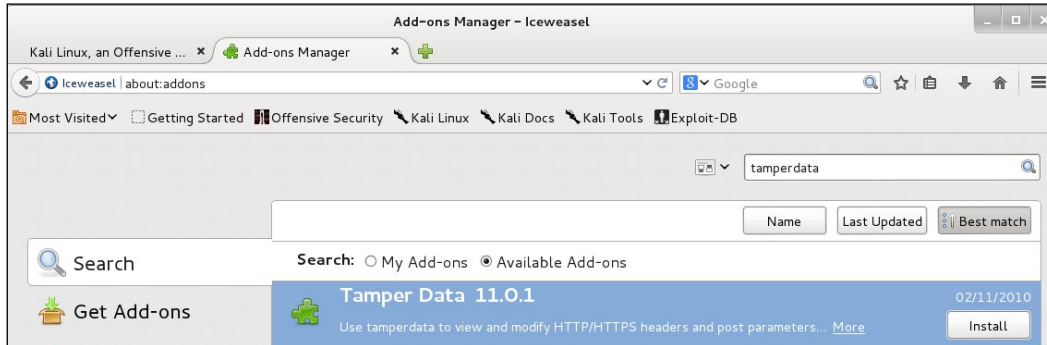 Add-ons Manager – Iceweasel
Kali Linux, an Offensive ... × Add-ons Manager ×
Iceweasel about:addons Google
Most Visited Getting Started Offensive Security Kali Linux Kali Docs Kali Tools Exploit-DB
tamperdata
Name Last Updated Best match
Search
Search: My Add-ons Available Add-ons
Get Add-ons
Tamper Data 11.0.1 02/11/2010
Use tamperdata to view and modify HTTP/HTTPS headers and post parameters... More Install